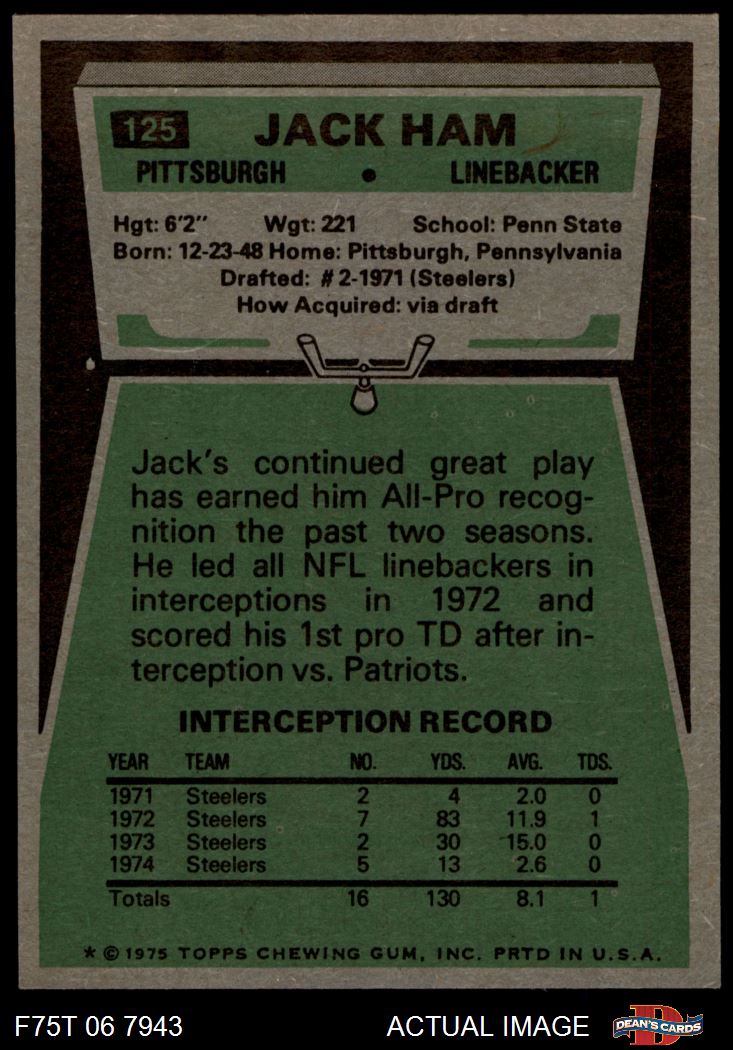 125 JACK HAM
PITTSBURGH • LINEBACKER
Hgt: 6'2" Wgt: 221 School: Penn State
Born: 12-23-48 Home: Pittsburgh, Pennsylvania
Drafted: #2-1971 (Steelers)
How Acquired: via draft
Jack's continued great play
has earned him All-Pro recog-
nition the past two seasons.
He led all NFL linebackers in
interceptions in 1972 and
scored his 1st pro TD after in-
terception vs. Patriots.
INTERCEPTION RECORD
YEAR TEAM NO. YDS. AVG. TDS.
1971 Steelers 2 4 2.0 0
1972 Steelers 7 83 11.9 1
1973 Steelers 2 30 15.0 0
1974 Steelers 5 13 2.6 0
Totals 16 130 8.1 1
* © 1975 TOPPS CHEWING GUM, INC. PRTD IN U.S.A.
F75T 06 7943 ACTUAL IMAGE D DEAN'S CARDS